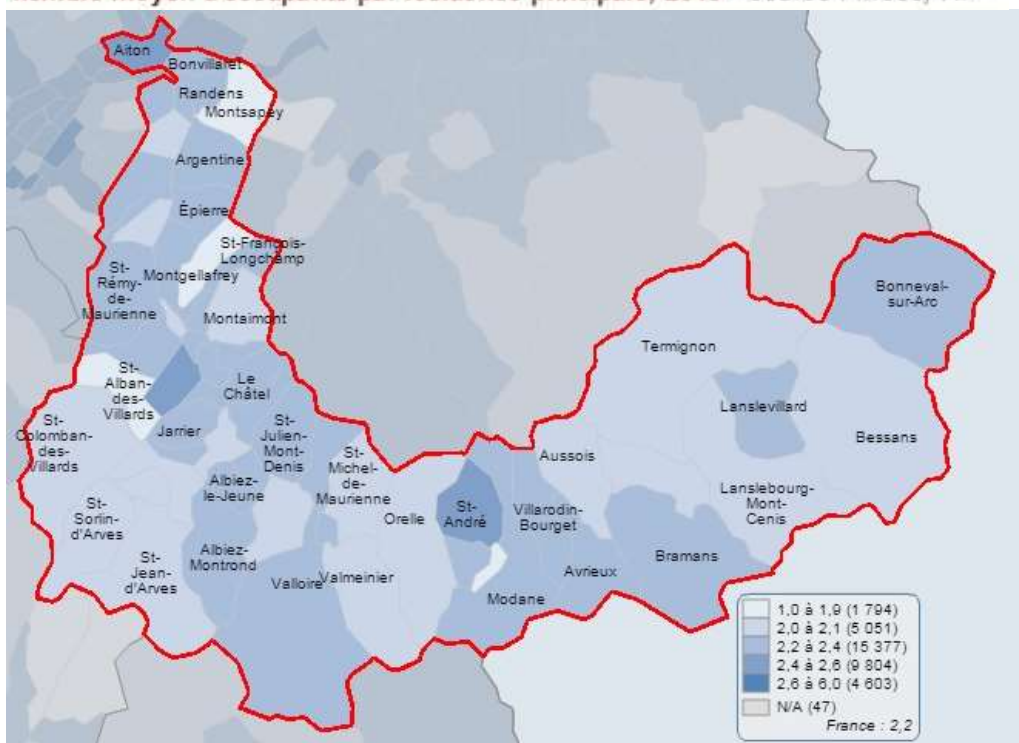 Aiton
Bonvillaret
Randens
Montsapey
Argentine
Épierre
St-François-
Longchamp
Montgellafrey
St-
Rémy-
de-
Maurienne
Montaimont
Bonneval-
sur-Arc
Termignon
St-
Alban-
des-
Villards
Le
Châtel
Lanslevillard
St-
Colomban-
des-
Villards
Jarrier
St-
Julien-
Mont-
Denis
Bessans
St-
Michel-
de-
Maurienne
Aussois
Albiez-
le-Jeune
Lanslebourg-
Mont-
Cenis
St-
Sorlin-
d'Arves
Orelle
St-
André
Villarodin-
Bourget
Albiez-
Montrond
St-
Jean-
d'Arves
Bramans
Valloire
Valmeinier
Avrieux
Modane
1,0 à 1,9 (1 794)
2,0 à 2,1 (5 051)
2,2 à 2,4 (15 377)
2,4 à 2,6 (9 804)
2,6 à 6,0 (4 603)
N/A (47)
France : 2,2